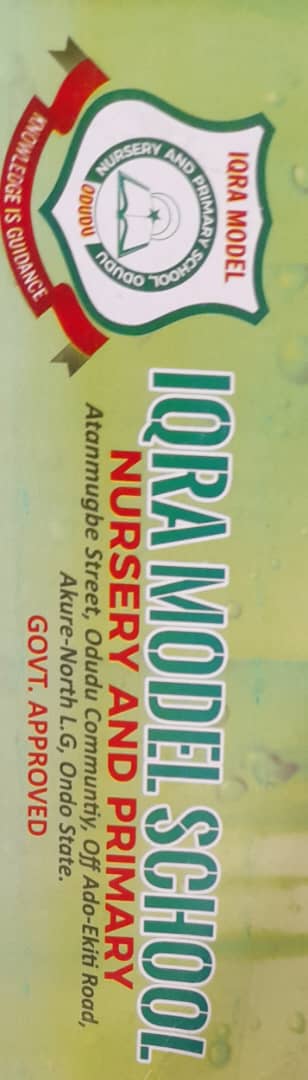 IQRA MODEL
NURSERY AND PRIMARY SCHOOL ODUDU
ODUDU
KNOWLEDGE IS GUIDANCE
IQRA MODEL SCHOOL
NURSERY AND PRIMARY
Atanmugbe Street, Odudu Communtiy, Off Ado-Ekiti Road,
Akure-North L.G, Ondo State.
GOVT. APPROVED